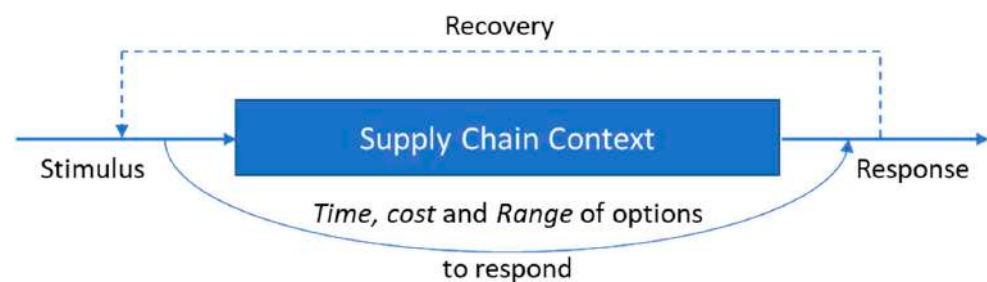 Recovery
Supply Chain Context
Stimulus
Response
Time, cost and Range of options
to respond